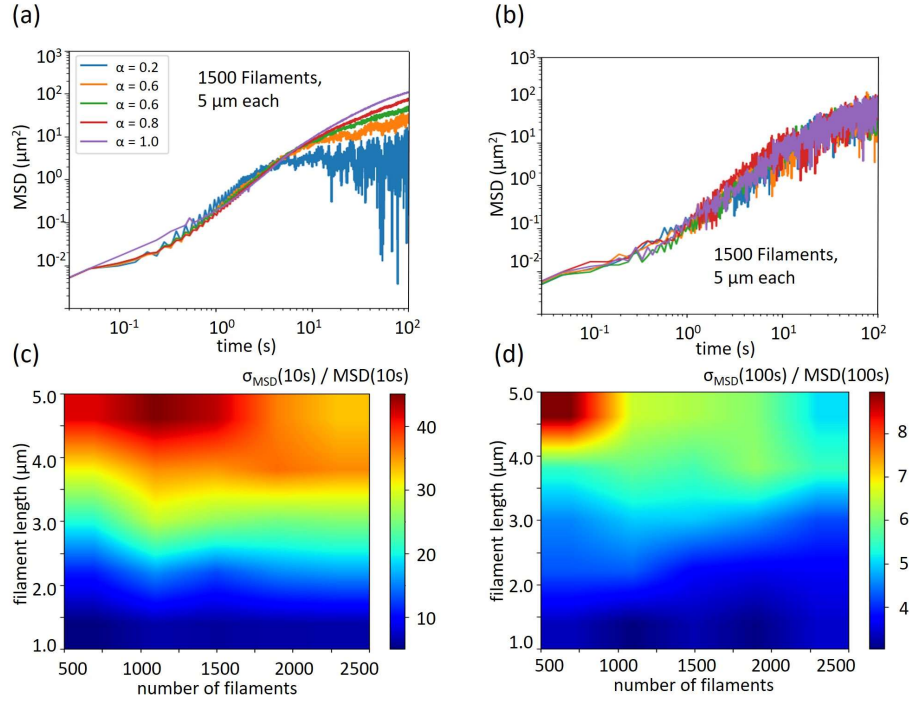 (a)
MSD (μm²)
10³
10²
10¹
10⁰
10⁻¹
10⁻²
α = 0.2
α = 0.6
α = 0.6
α = 0.8
α = 1.0
1500 Filaments,
5 μm each
10⁻¹ 10⁰ 10¹ 10²
time (s)
(b)
MSD (μm²)
10³
10²
10¹
10⁰
10⁻¹
10⁻²
1500 Filaments,
5 μm each
10⁻¹ 10⁰ 10¹ 10²
time (s)
(c)
σMSD(10s) / MSD(10s)
filament length (μm)
5.0
4.0
3.0
2.0
1.0
500 1000 1500 2000 2500
number of filaments
40
30
20
10
(d)
σMSD(100s) / MSD(100s)
filament length (μm)
5.0
4.0
3.0
2.0
1.0
500 1000 1500 2000 2500
number of filaments
8
7
6
5
4